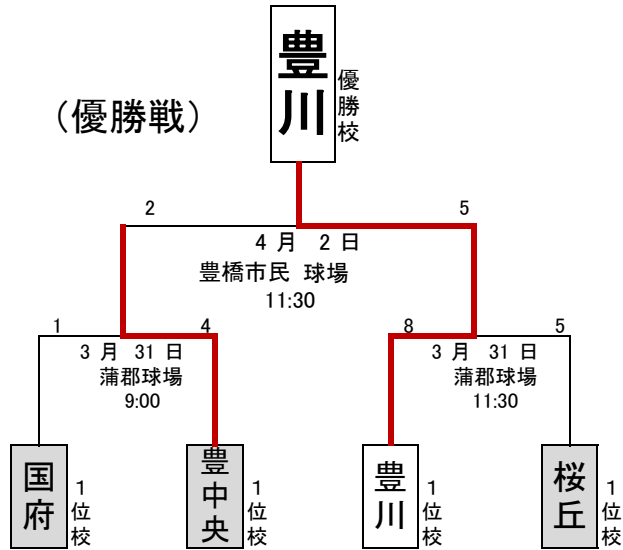 豊川
優勝校
（優勝戦）
2
5
4 月 2 日
豊橋市民 球場
11:30
1
4
8
5
3 月 31 日
蒲郡球場
9:00
3 月 31 日
蒲郡球場
11:30
国府
1位校
豊中央
1位校
豊川
1位校
桜丘
1位校